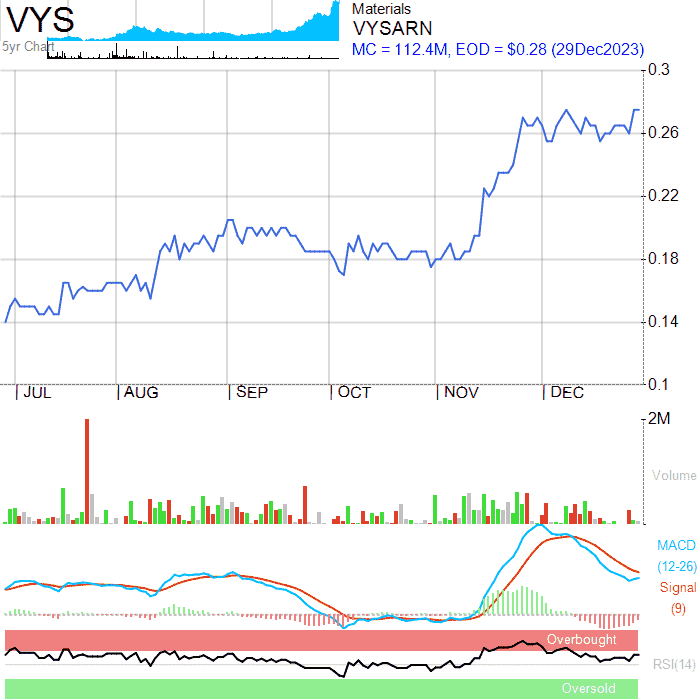 VYS
5yr Chart
Materials
VYSARN
MC = 112.4M, EOD = $0.28 (29Dec2023)
0.3
0.26
0.22
0.18
0.14
0.1
JUL AUG SEP OCT NOV DEC
2M
Volume
MACD
(12-26)
Signal
(9)
Overbought
RSI(14)
Oversold